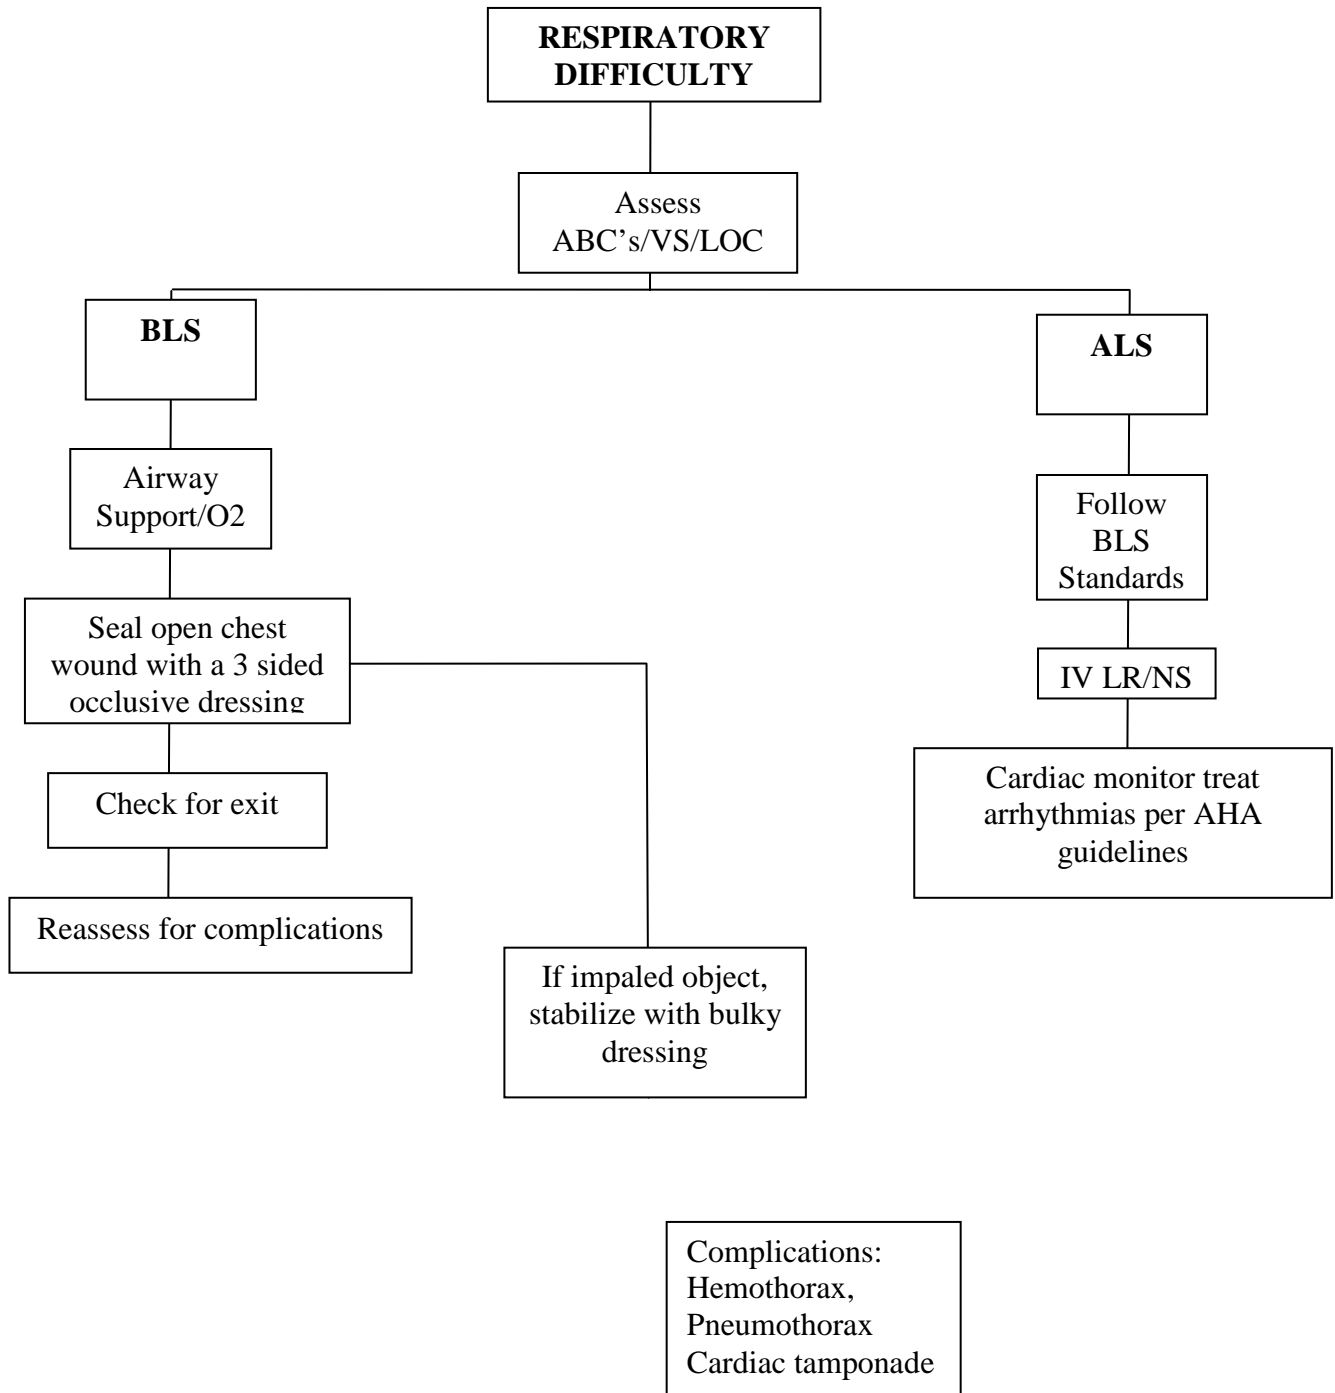 RESPIRATORY
DIFFICULTY
Assess
ABC’s/VS/LOC
BLS
Airway
Support/O2
Seal open chest
wound with a 3 sided
occlusive dressing
Check for exit
Reassess for complications
If impaled object,
stabilize with bulky
dressing
ALS
Follow
BLS
Standards
IV LR/NS
Cardiac monitor treat
arrhythmias per AHA
guidelines
Complications:
Hemothorax,
Pneumothorax
Cardiac tamponade